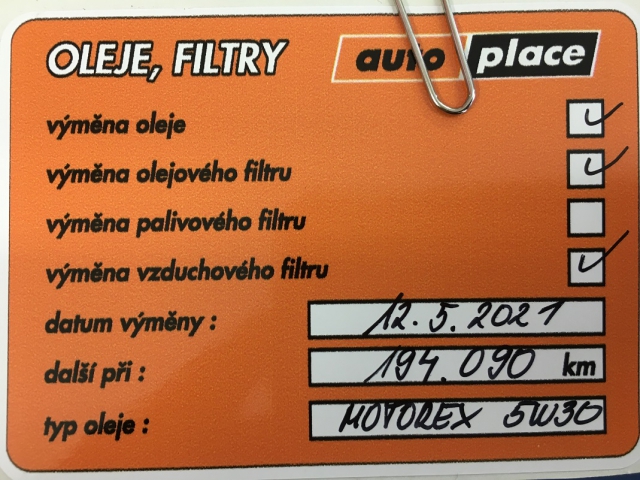 OLEJE, FILTRY auto place
výměna oleje
výměna olejového filtru
výměna palivového filtru
výměna vzduchového filtru
datum výměny : 12.5.2021
další při : 194.090 km
typ oleje : MOTOREX 5W30